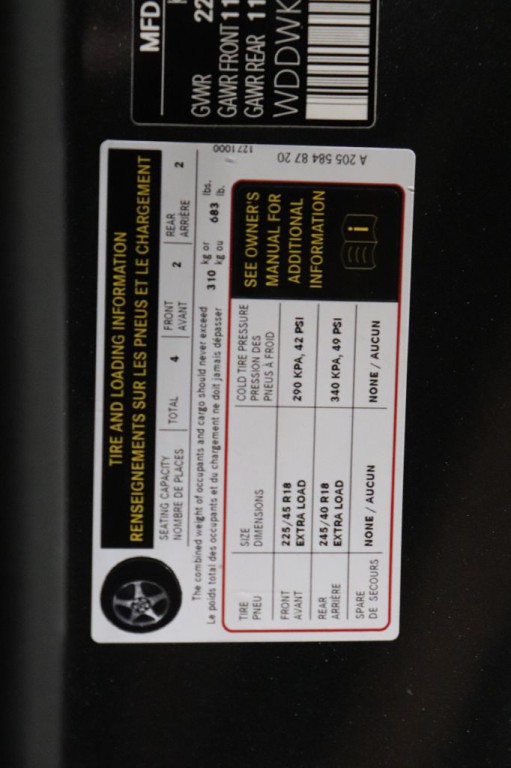 MFD
GVWR 22
GAWR FRONT 11
GAWR REAR 11
WDDWK
TIRE AND LOADING INFORMATION
RENSEIGNEMENTS SUR LES PNEUS ET LE CHARGEMENT
SEATING CAPACITY TOTAL 4 FRONT 2 REAR 2
NOMBRE DE PLACES AVANT ARRIÈRE
The combined weight of occupants and cargo should never exceed 310 kg or 683 lbs.
Le poids total des occupants et du chargement ne doit jamais dépasser kg ou lb.
TIRE SIZE COLD TIRE PRESSURE
PNEU DIMENSIONS PRESSION DES
PNEUS À FROID
FRONT 225/45 R18 290 KPA, 42 PSI
AVANT EXTRA LOAD
REAR 245/40 R18 340 KPA, 49 PSI
ARRIÈRE EXTRA LOAD
SPARE NONE / AUCUN NONE / AUCUN
DE SECOURS
SEE OWNER'S
MANUAL FOR
ADDITIONAL
INFORMATION
i
A 205 584 87 20
1271000